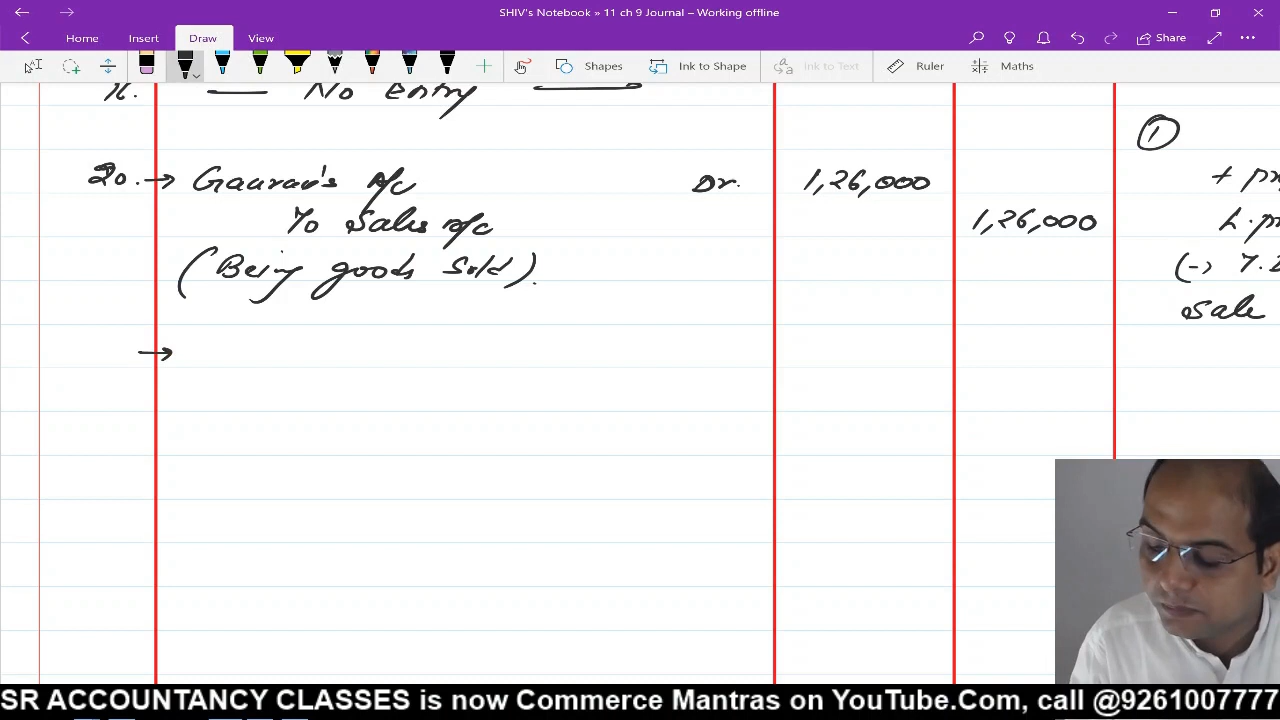 SHIV's Notebook » 11 ch 9 Journal – Working offline
Home Insert Draw View Share
Shapes Ink to Shape Ink to Text Ruler Maths
No Entry
①
20. → Gaurav's A/c Dr. 1,26,000
To Sales A/c 1,26,000
(Being goods sold).
→
+ pr
L.pr
(-) T.D
Sale
SR ACCOUNTANCY CLASSES is now Commerce Mantras on YouTube.Com, call @9261007777